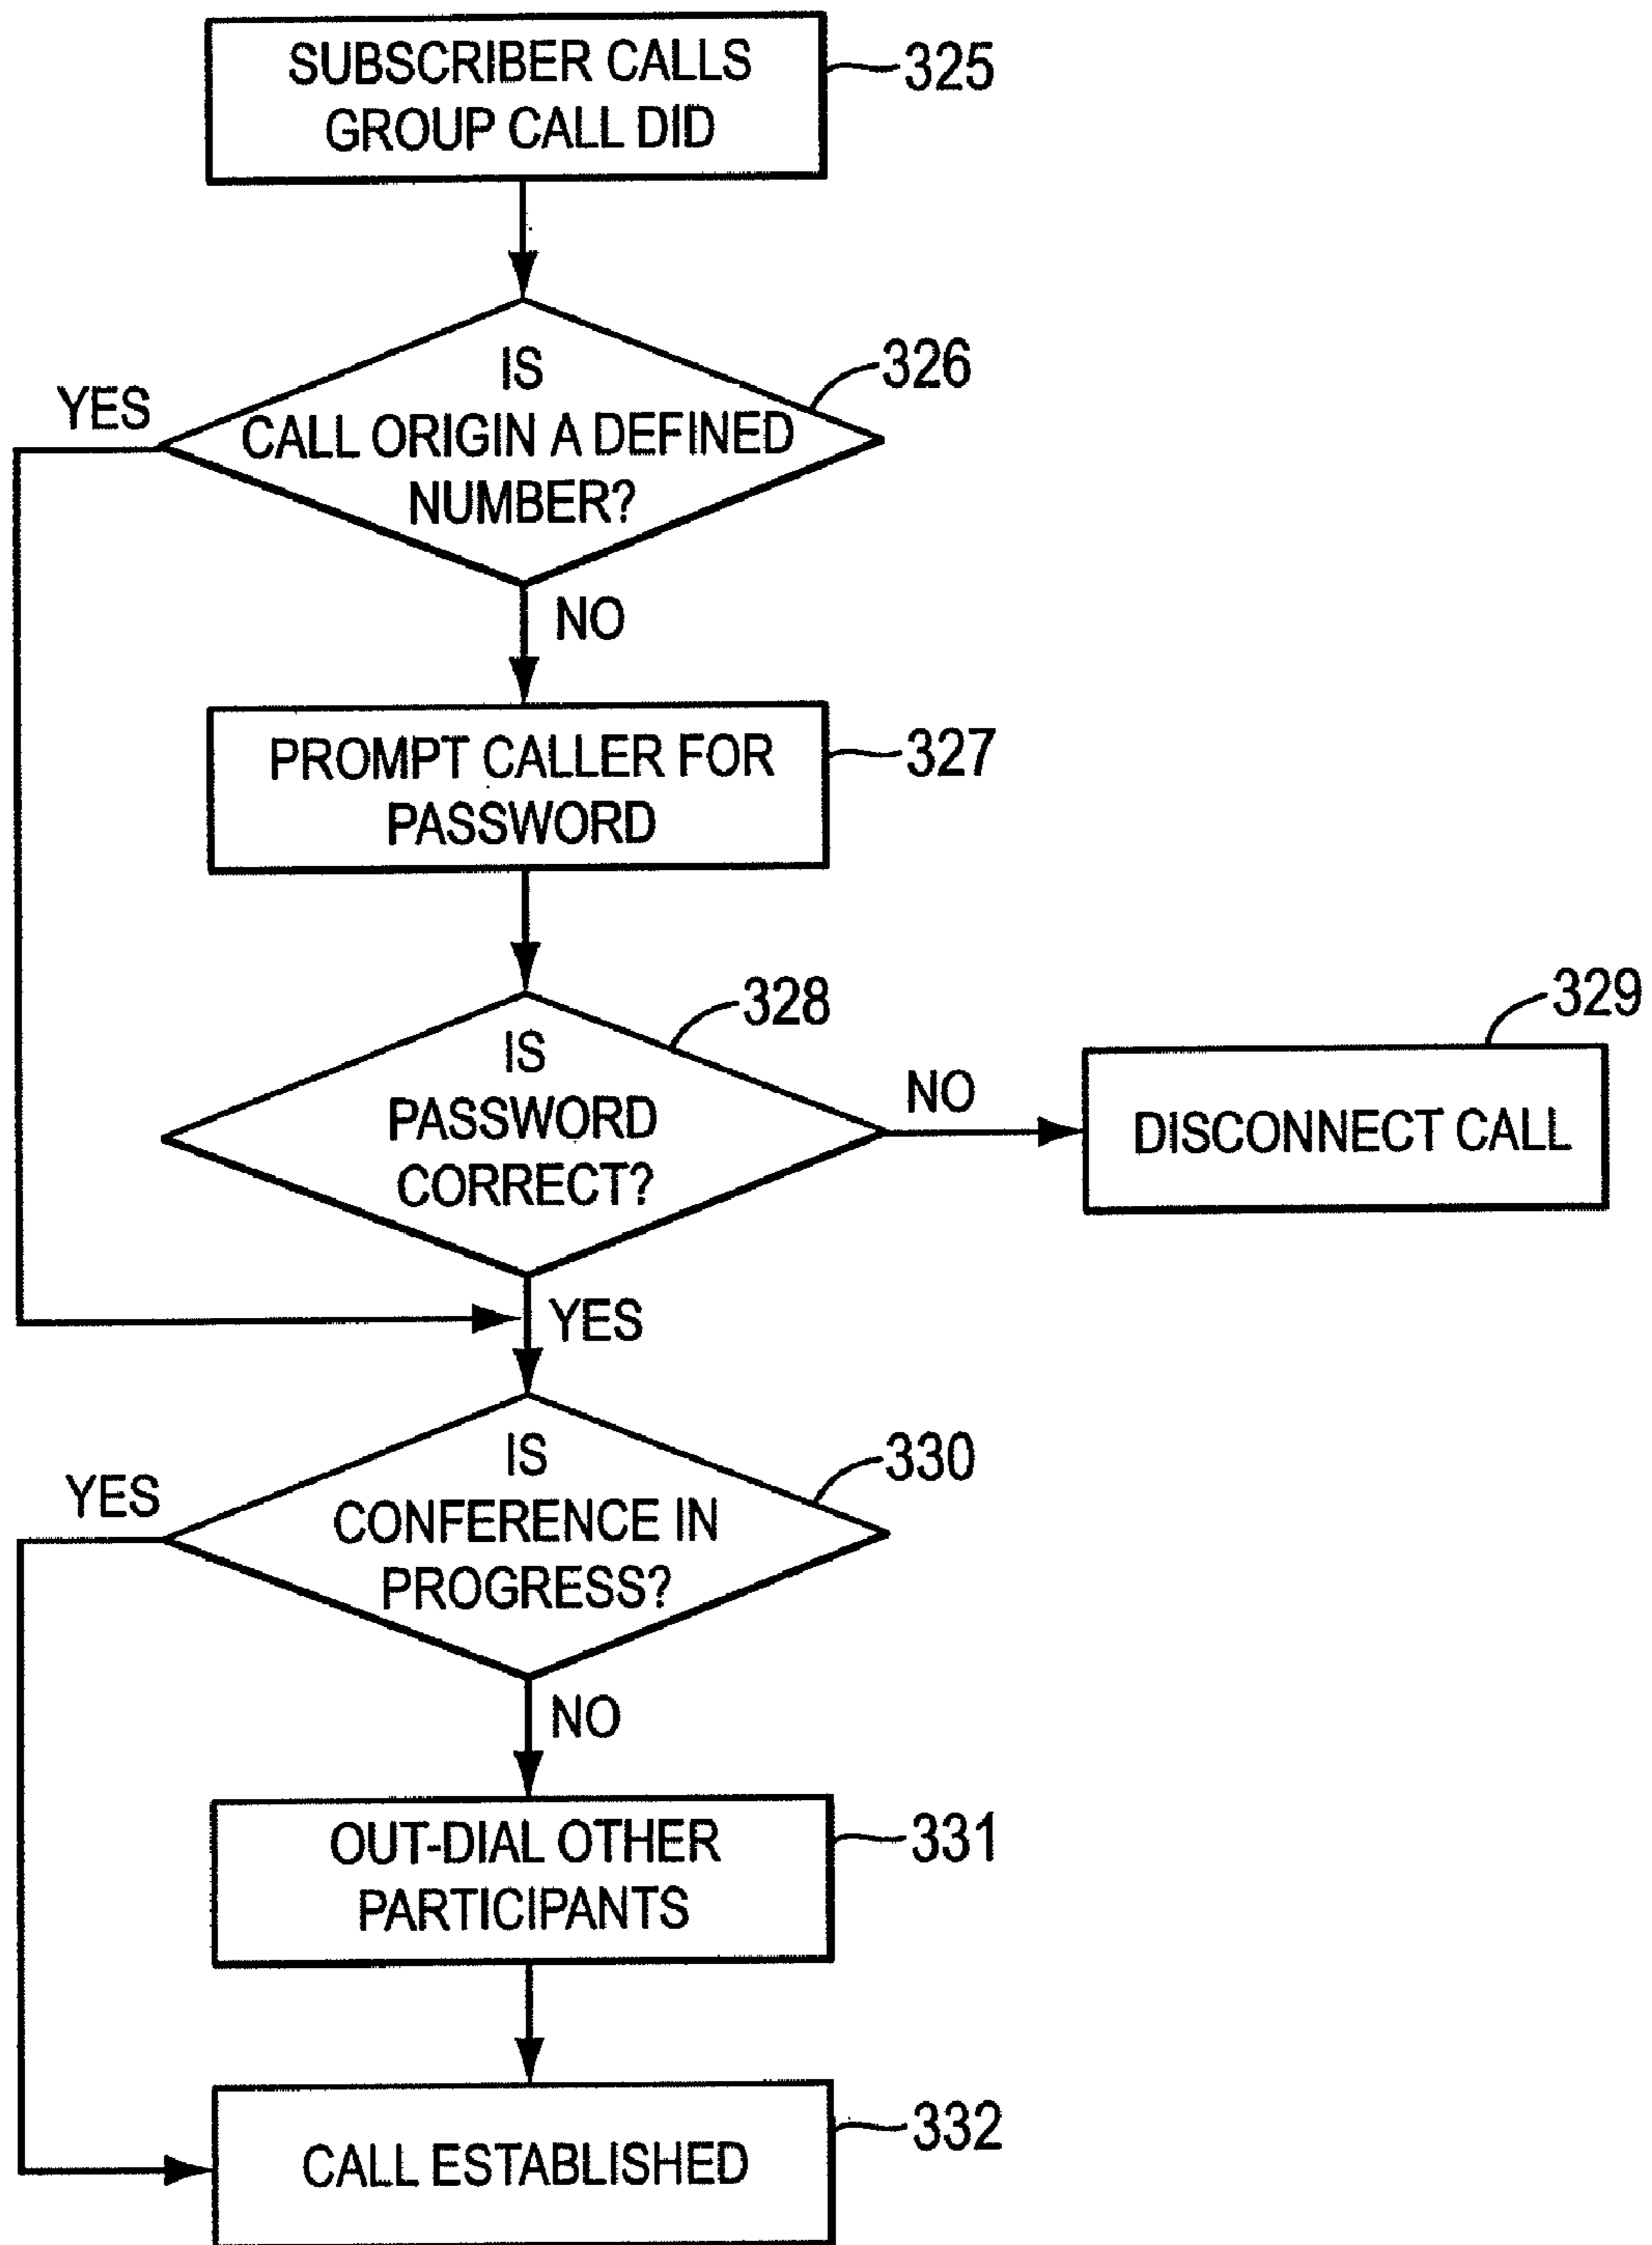 SUBSCRIBER CALLS
GROUP CALL DID
325
IS
CALL ORIGIN A DEFINED
NUMBER?
326
YES
NO
PROMPT CALLER FOR
PASSWORD
327
IS
PASSWORD
CORRECT?
328
NO
DISCONNECT CALL
329
YES
IS
CONFERENCE IN
PROGRESS?
330
YES
NO
OUT-DIAL OTHER
PARTICIPANTS
331
CALL ESTABLISHED
332